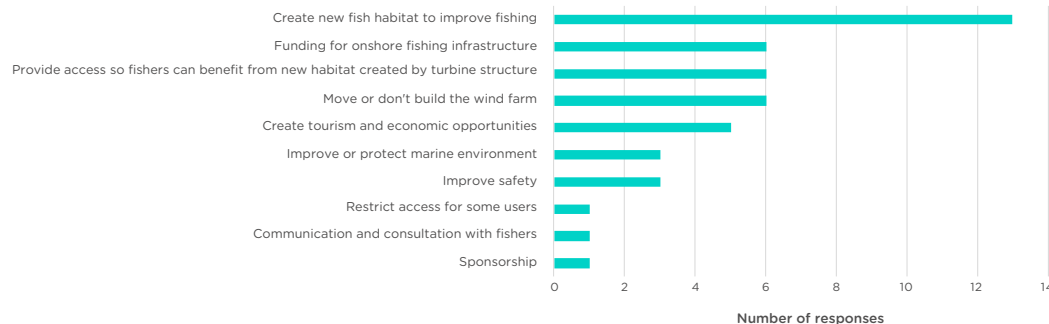 Create new fish habitat to improve fishing
Funding for onshore fishing infrastructure
Provide access so fishers can benefit from new habitat created by turbine structure
Move or don't build the wind farm
Create tourism and economic opportunities
Improve or protect marine environment
Improve safety
Restrict access for some users
Communication and consultation with fishers
Sponsorship
0 2 4 6 8 10 12 14
Number of responses